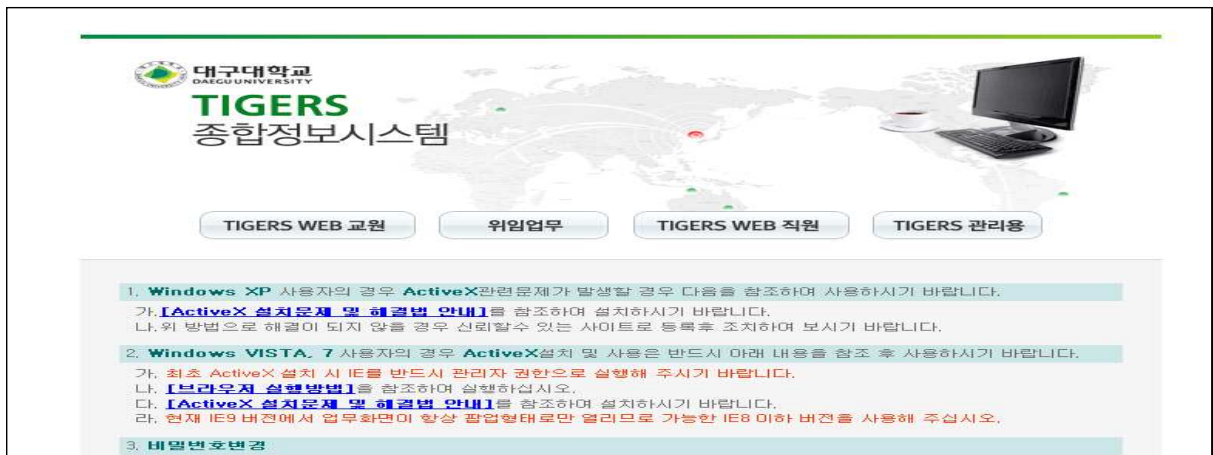 대구대학교
DAEGU UNIVERSITY
TIGERS
종합정보시스템
TIGERS WEB 교원
위임업무
TIGERS WEB 직원
TIGERS 관리용
1. Windows XP 사용자의 경우 ActiveX관련문제가 발생할 경우 다음을 참조하여 사용하시기 바랍니다.
가.[ActiveX 설치문제 및 해결법 안내]를 참조하여 설치하시기 바랍니다.
나.위 방법으로 해결이 되지 않을 경우 신뢰할수 있는 사이트로 등록후 조치하여 보시기 바랍니다.
2. Windows VISTA, 7 사용자의 경우 ActiveX설치 및 사용은 반드시 아래 내용을 참조 후 사용하시기 바랍니다.
가. 최초 ActiveX 설치 시 IE를 반드시 관리자 권한으로 실행해 주시기 바랍니다.
나. [브라우저 실행방법]을 참조하여 실행하십시오.
다. [ActiveX 설치문제 및 해결법 안내]를 참조하여 설치하시기 바랍니다.
라. 현재 IE9 버전에서 업무화면이 항상 팝업형태로만 열리므로 가능한 IE8 이하 버전을 사용해 주십시오.
3. 비밀번호변경